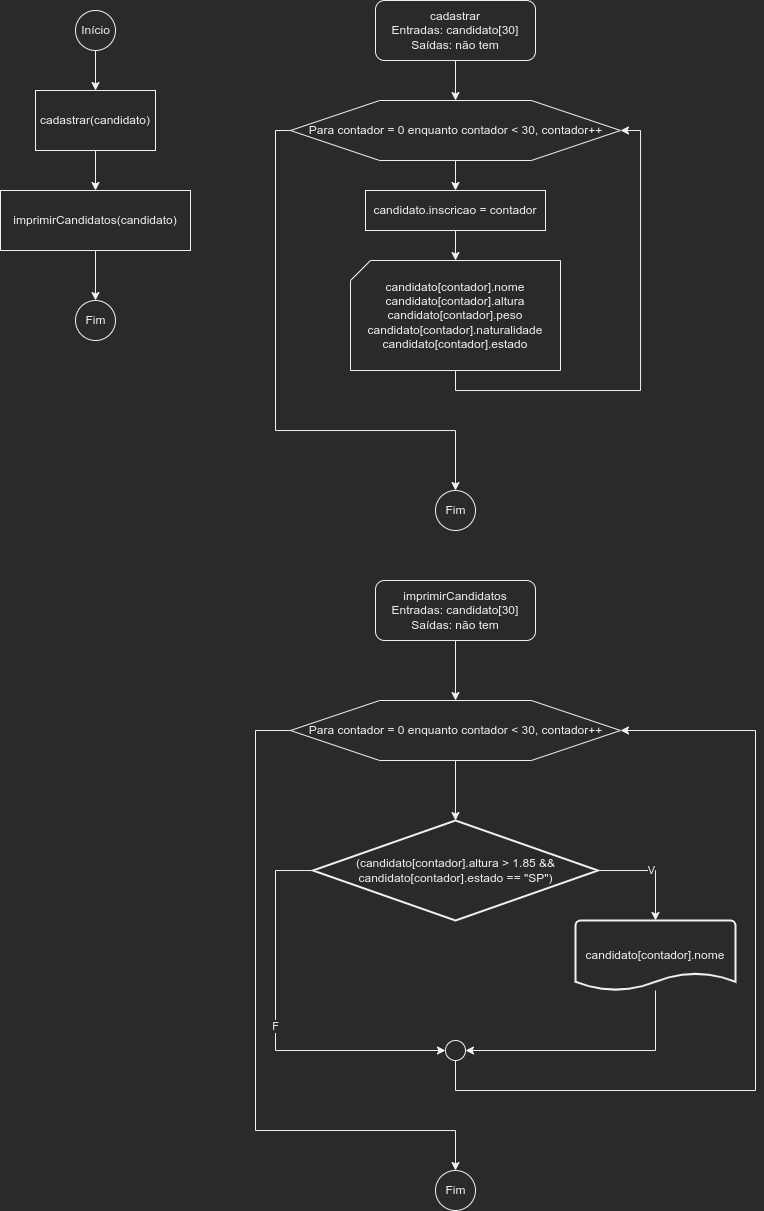 Início
cadastrar(candidato)
imprimirCandidatos(candidato)
Fim
cadastrar
Entradas: candidato[30]
Saídas: não tem
Para contador = 0 enquanto contador < 30, contador++
candidato.inscricao = contador
candidato[contador].nome
candidato[contador].altura
candidato[contador].peso
candidato[contador].naturalidade
candidato[contador].estado
Fim
imprimirCandidatos
Entradas: candidato[30]
Saídas: não tem
Para contador = 0 enquanto contador < 30, contador++
(candidato[contador].altura > 1.85 &&
candidato[contador].estado == "SP")
V
candidato[contador].nome
F
Fim